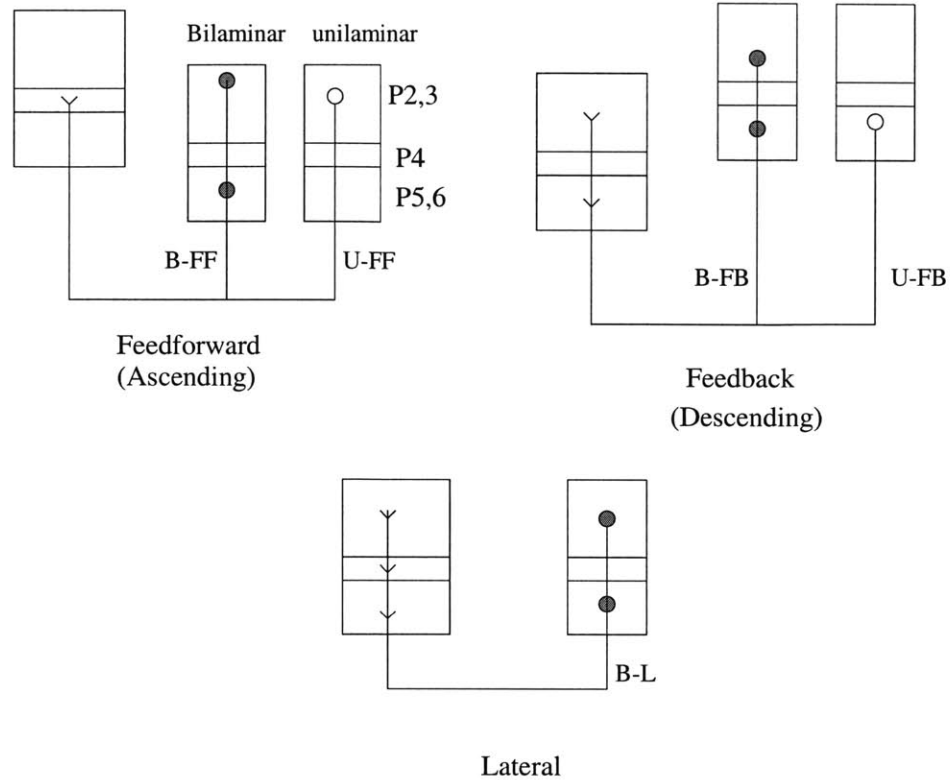 Bilaminar unilaminar
P2,3
P4
P5,6
B-FF U-FF
Feedforward
(Ascending)
B-FB U-FB
Feedback
(Descending)
B-L
Lateral